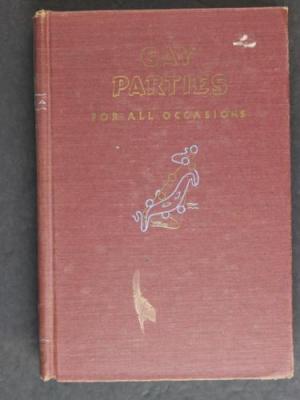 GAY
PARTIES
FOR ALL OCCASIONS